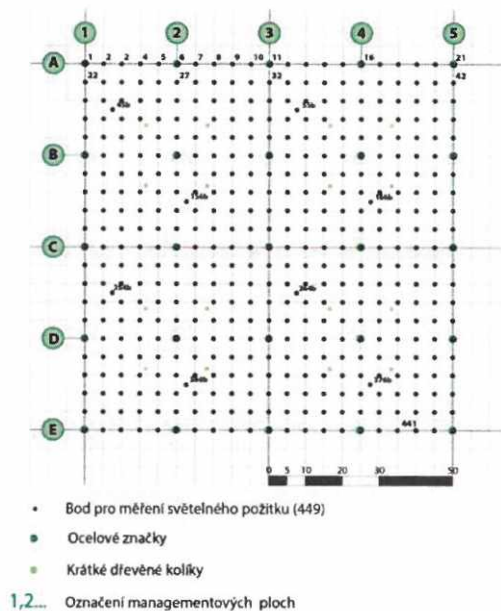 1 2 3 4 5
A 1 2 2 4 5 7 8 9 10 11 16 21
22 27 32 42
B
C
D
E
441
0 5 10 20 30 50
Bod pro měření světelného požitku (449)
Ocelové značky
Krátké dřevěné kolíky
1,2... Označení managementových ploch